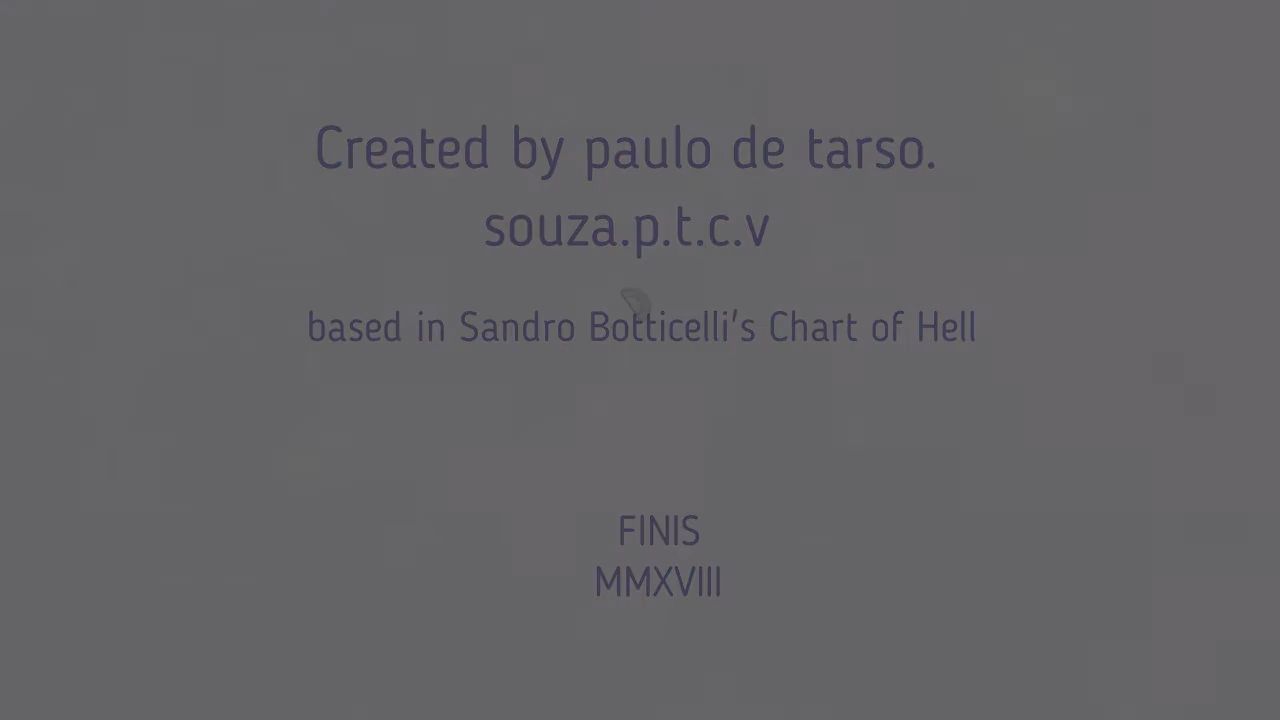 Created by paulo de tarso.
souza.p.t.c.v
based in Sandro Botticelli's Chart of Hell
FINIS
MMXVIII